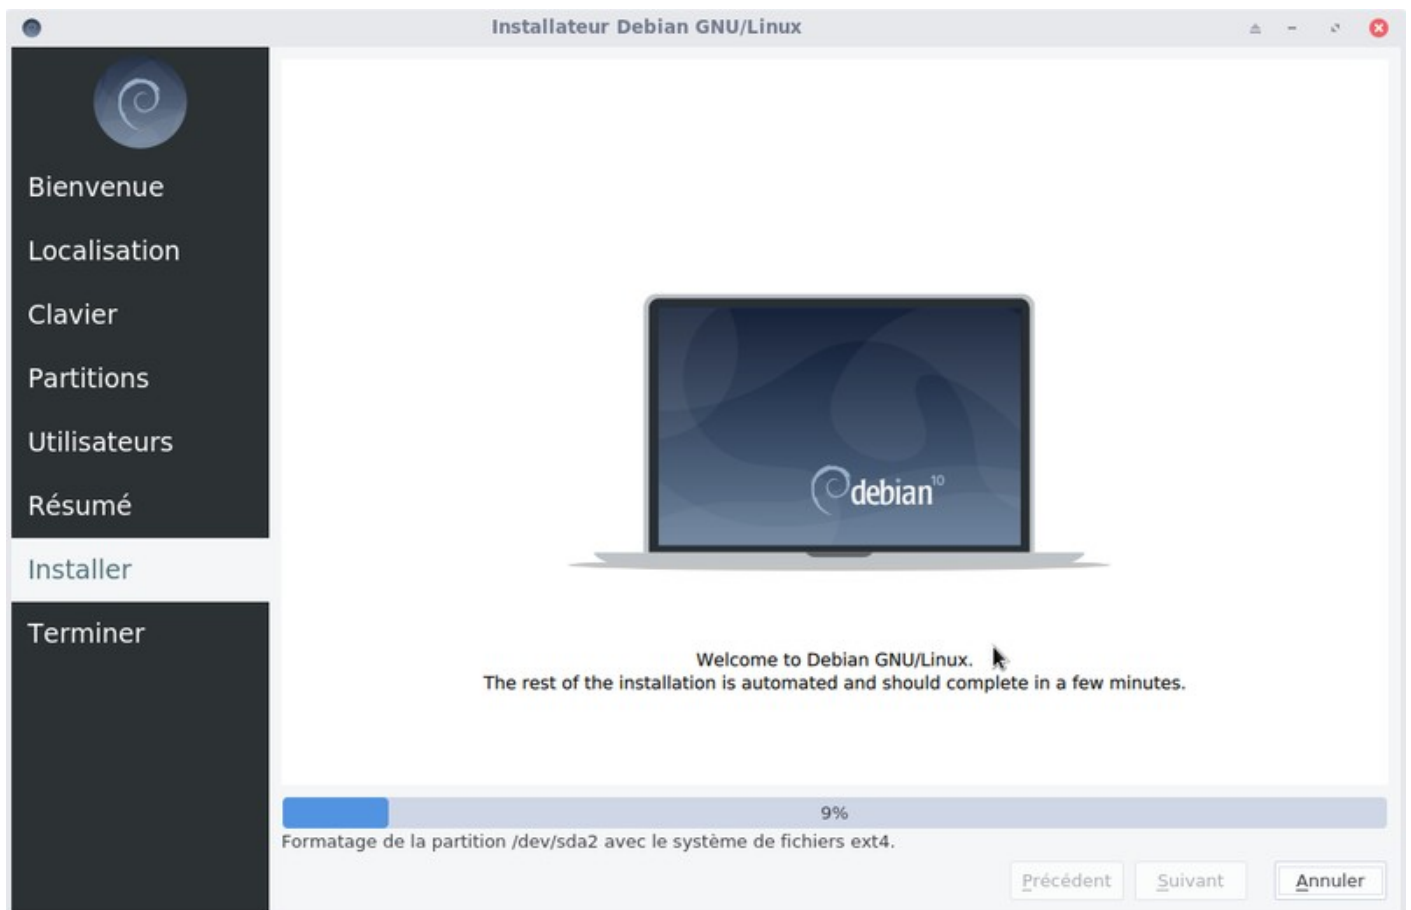 Installateur Debian GNU/Linux
Bienvenue
Localisation
Clavier
Partitions
Utilisateurs
Résumé
Installer
Terminer
debian 10
Welcome to Debian GNU/Linux.
The rest of the installation is automated and should complete in a few minutes.
9%
Formatage de la partition /dev/sda2 avec le système de fichiers ext4.
Précédent Suivant Annuler